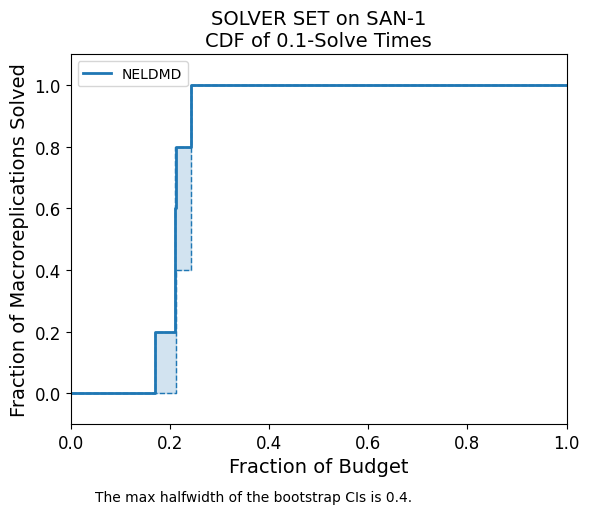 SOLVER SET on SAN-1
CDF of 0.1-Solve Times
NELDMD
Fraction of Macroreplications Solved
1.0
0.8
0.6
0.4
0.2
0.0
0.0 0.2 0.4 0.6 0.8 1.0
Fraction of Budget
The max halfwidth of the bootstrap CIs is 0.4.